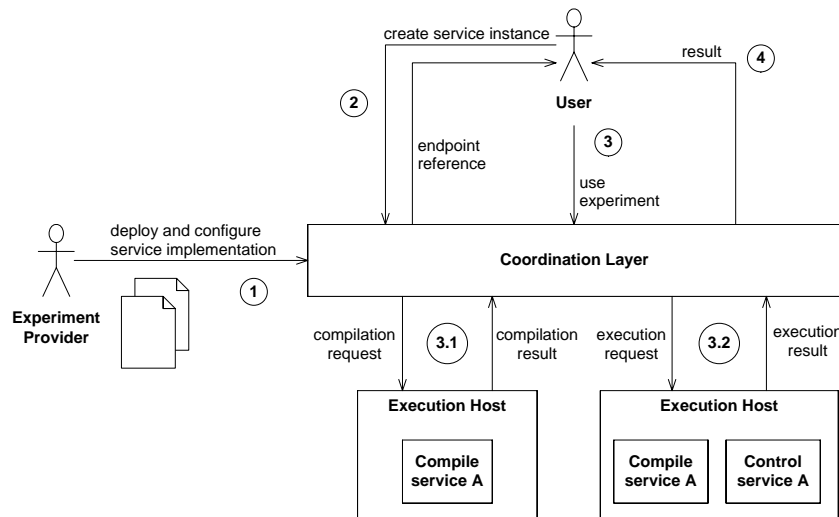 create service instance
result
4
2
User
endpoint
reference
3
use
experiment
deploy and configure
service implementation
Coordination Layer
1
Experiment
Provider
compilation
request
3.1
compilation
result
execution
request
3.2
execution
result
Execution Host
Execution Host
Compile
service A
Compile
service A
Control
service A